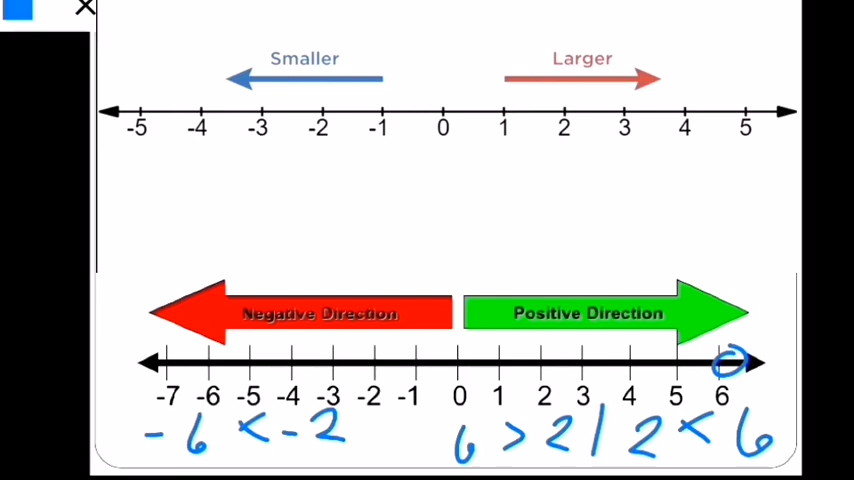 Smaller Larger
-5 -4 -3 -2 -1 0 1 2 3 4 5
Negative Direction Positive Direction
-7 -6 -5 -4 -3 -2 -1 0 1 2 3 4 5 6
-6 < -2 6 > 2 | 2 < 6